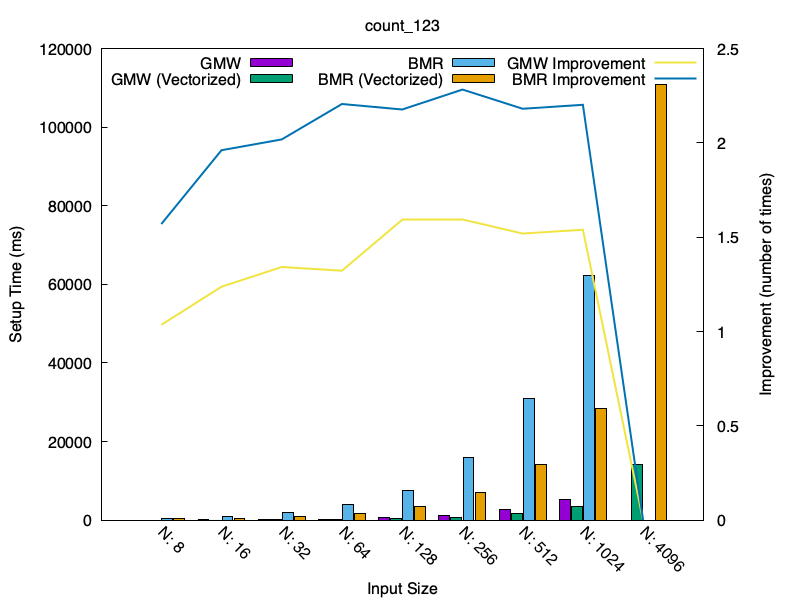 count_123
GMW
GMW (Vectorized)
BMR
BMR (Vectorized)
GMW Improvement
BMR Improvement
Setup Time (ms)
120000
100000
80000
60000
40000
20000
0
2.5
2
1.5
1
0.5
0
Improvement (number of times)
N: 8
N: 16
N: 32
N: 64
N: 128
N: 256
N: 512
N: 1024
N: 4096
Input Size